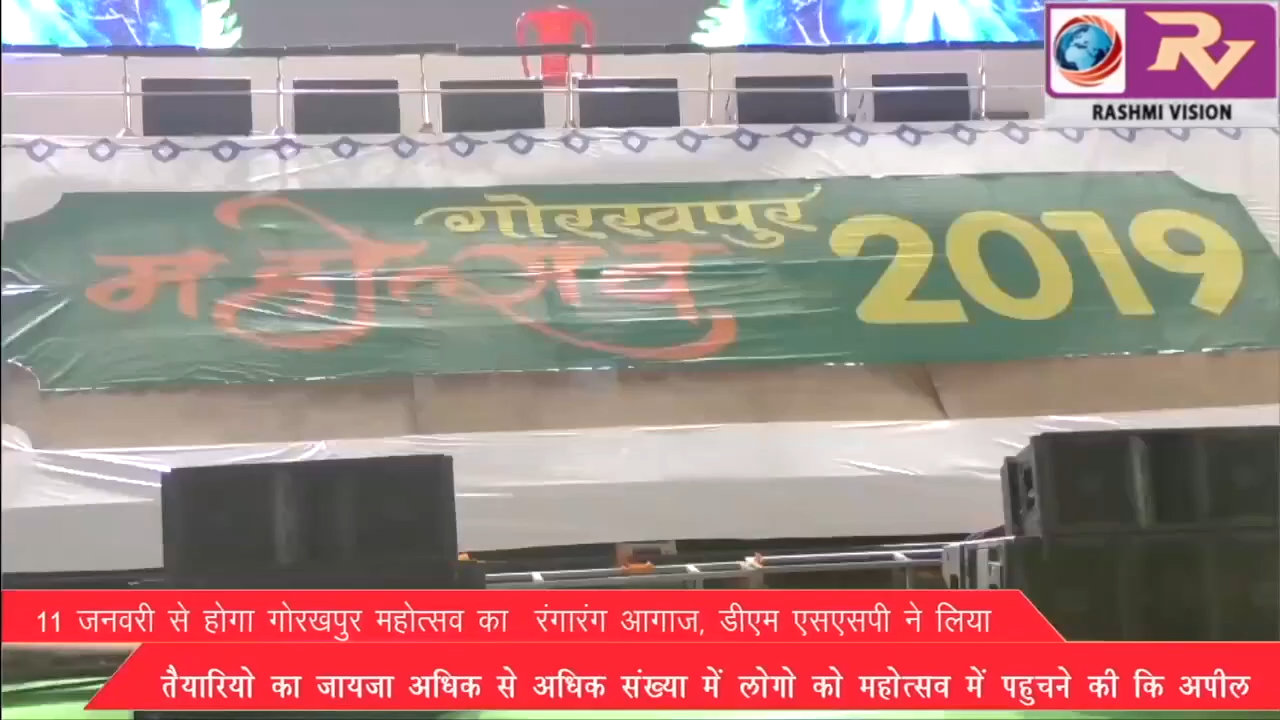 RV
RASHMI VISION
गोरखपुर
महोत्सव 2019
11 जनवरी से होगा गोरखपुर महोत्सव का रंगारंग आगाज, डीएम एसएसपी ने लिया
तैयारियो का जायजा अधिक से अधिक संख्या में लोगो को महोत्सव में पहुचने की कि अपील